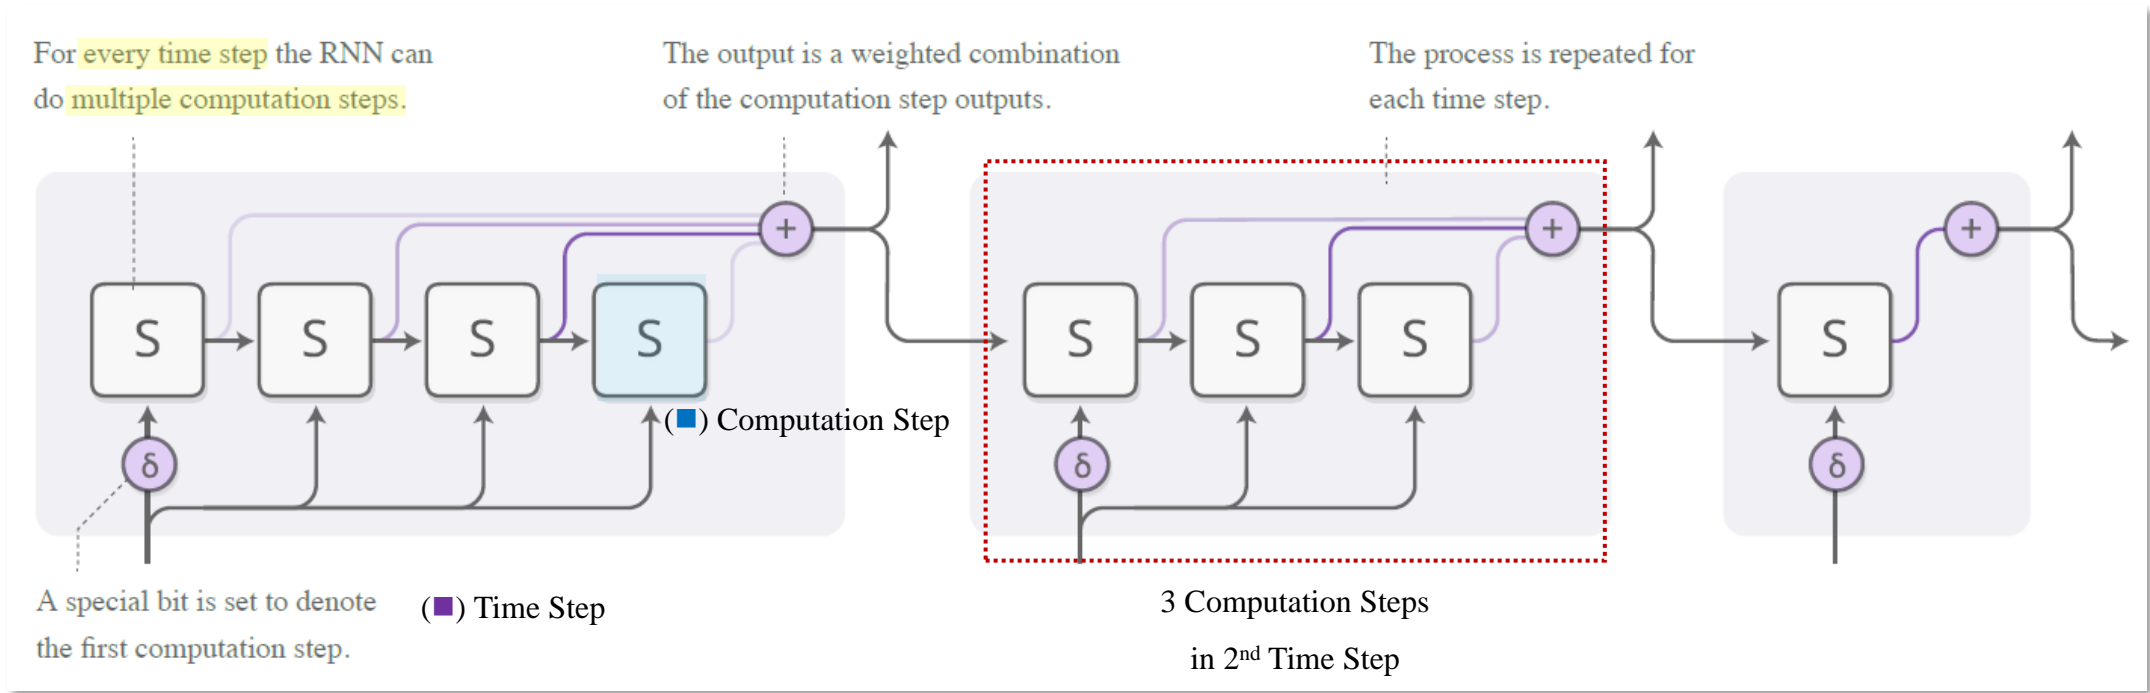 For every time step the RNN can
do multiple computation steps.
The output is a weighted combination
of the computation step outputs.
The process is repeated for
each time step.
+
+
+
S
S
S
S
S
S
S
S
(■) Computation Step
δ
δ
δ
A special bit is set to denote
the first computation step.
(■) Time Step
3 Computation Steps
in 2nd Time Step